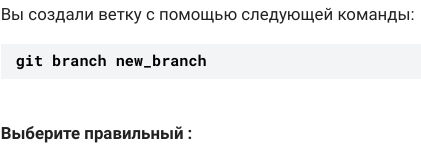 Вы создали ветку с помощью следующей команды:
git branch new_branch
Выберите правильный :